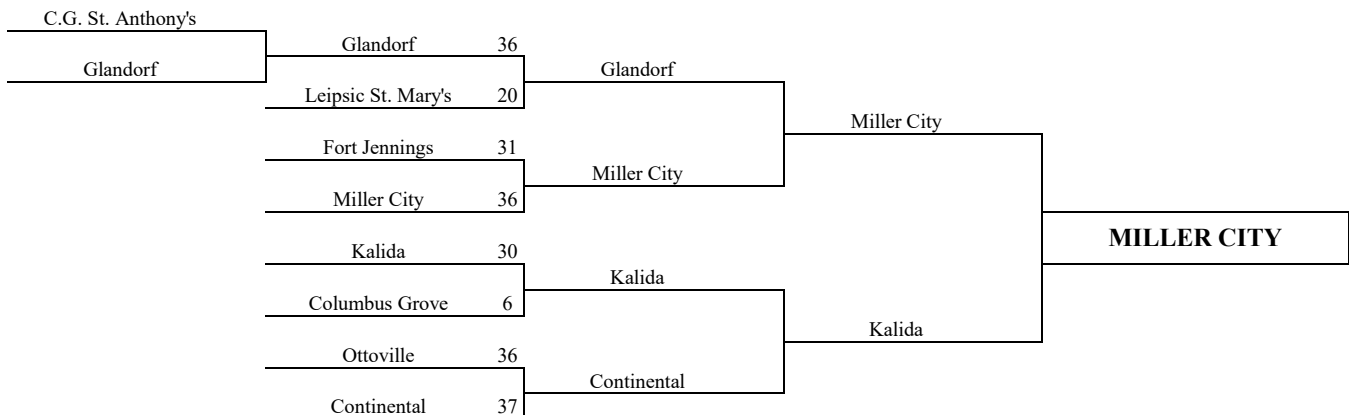 C.G. St. Anthony's
Glandorf 36
Glandorf
Glandorf
Leipsic St. Mary's 20
Miller City
Fort Jennings 31
Miller City
Miller City 36
MILLER CITY
Kalida 30
Kalida
Columbus Grove 6
Kalida
Ottoville 36
Continental
Continental 37